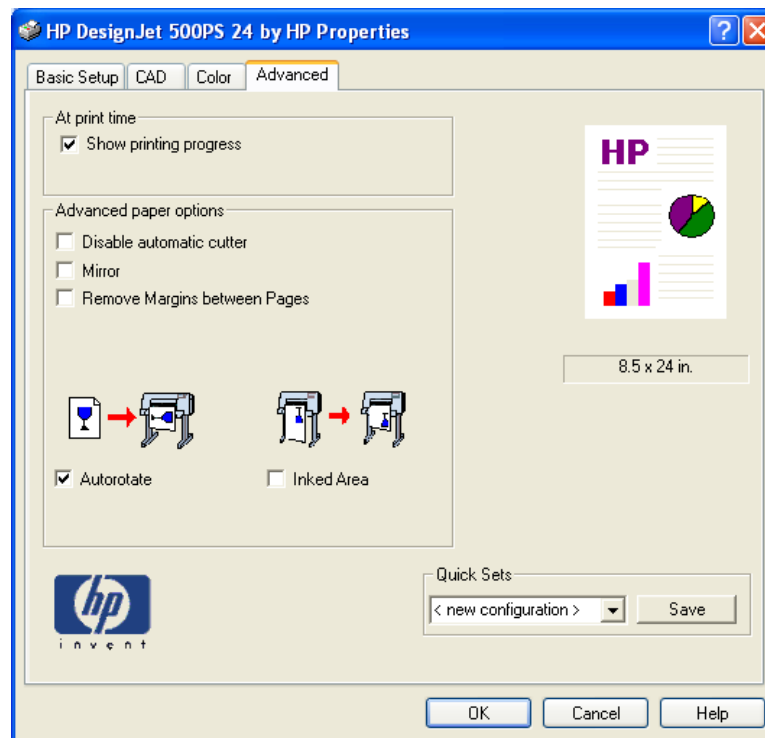 HP DesignJet 500PS 24 by HP Properties
Basic Setup CAD Color Advanced
At print time
Show printing progress
HP
Advanced paper options
Disable automatic cutter
Mirror
Remove Margins between Pages
8.5 x 24 in.
Autorotate Inked Area
hp
invent
Quick Sets
< new configuration > Save
OK Cancel Help